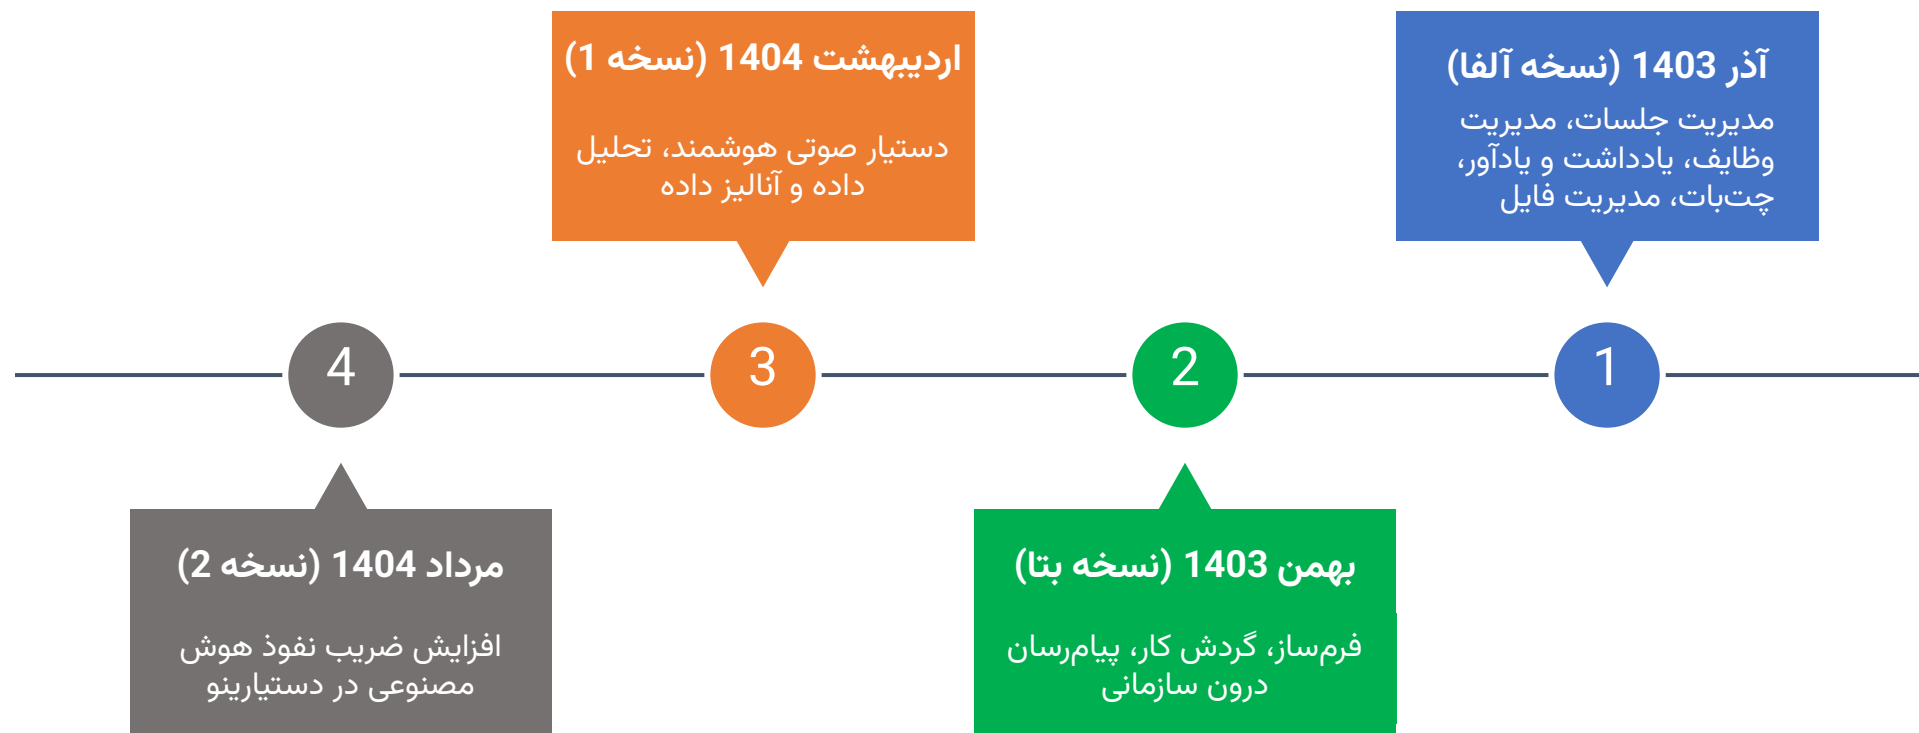 آذر 1403 (نسخه آلفا)
مدیریت جلسات، مدیریت
وظایف، یادداشت و یادآور،
چت‌بات، مدیریت فایل
اردیبهشت 1404 (نسخه 1)
دستیار صوتی هوشمند، تحلیل
داده و آنالیز داده
1
2
3
4
بهمن 1403 (نسخه بتا)
فرم‌ساز، گردش کار، پیام‌رسان
درون سازمانی
مرداد 1404 (نسخه 2)
افزایش ضریب نفوذ هوش
مصنوعی در دستیارینو